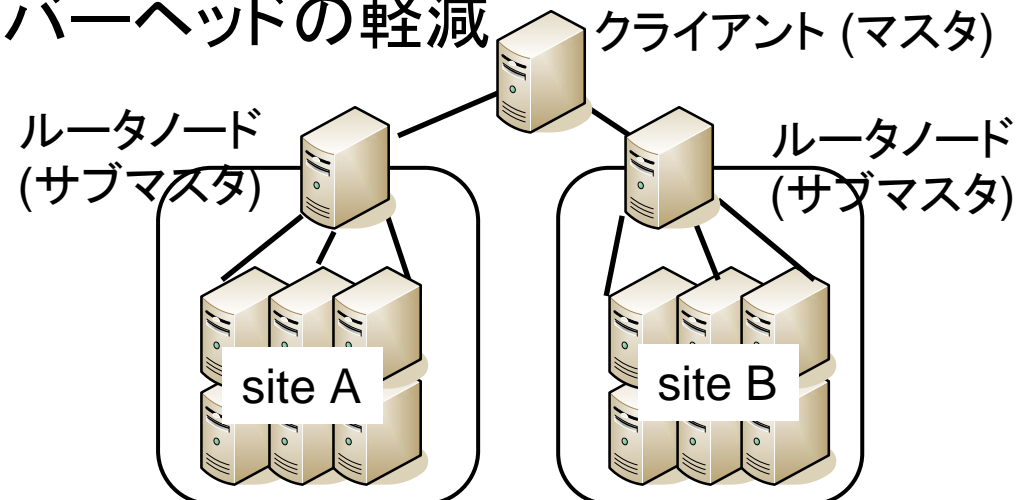 バーヘッドの軽減
クライアント (マスタ)
ルータノード
(サブマスタ)
ルータノード
(サブマスタ)
site A
site B